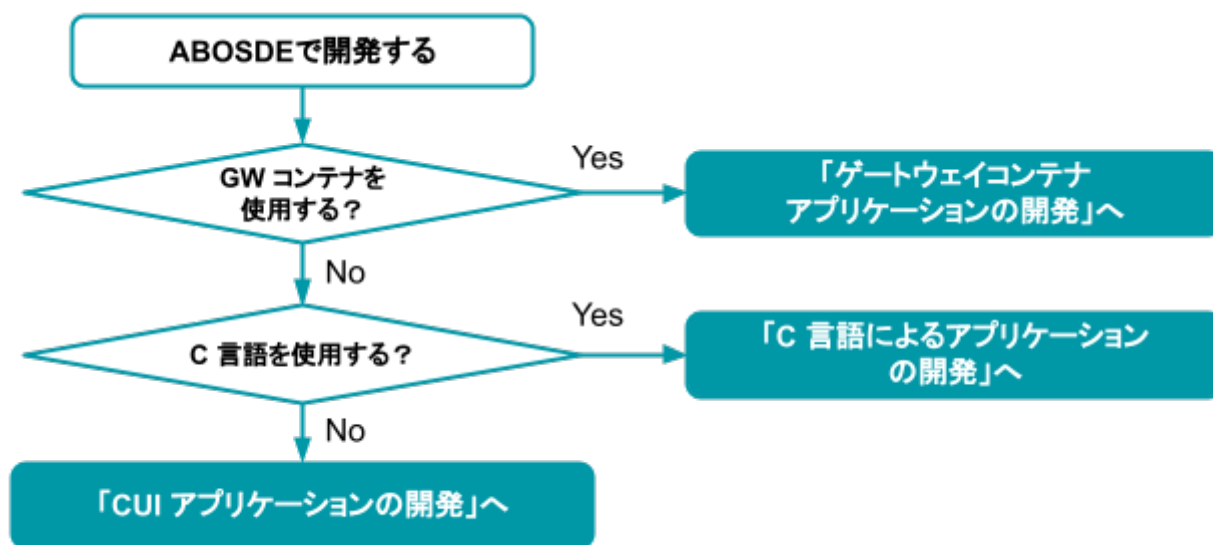 ABOSDEで開発する
GW コンテナを
使用する？
Yes
「ゲートウェイコンテナ
アプリケーションの開発」へ
No
C 言語を使用する？
Yes
「C 言語によるアプリケーション
の開発」へ
No
「CUI アプリケーションの開発」へ